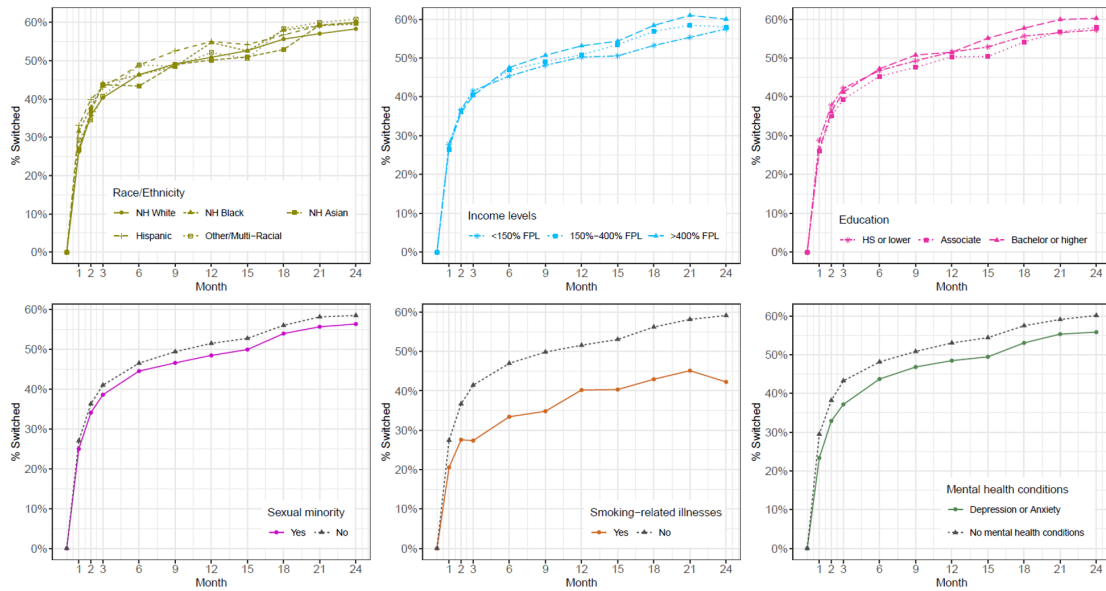 60%
50%
40%
30%
20%
10%
0%
% Switched
Race/Ethnicity
NH White NH Black NH Asian
Hispanic Other/Multi-Racial
1 2 3 6 9 12 15 18 21 24
Month
60%
50%
40%
30%
20%
10%
0%
% Switched
Income levels
<150% FPL 150%-400% FPL >400% FPL
1 2 3 6 9 12 15 18 21 24
Month
60%
50%
40%
30%
20%
10%
0%
% Switched
Education
HS or lower Associate Bachelor or higher
1 2 3 6 9 12 15 18 21 24
Month
60%
50%
40%
30%
20%
10%
0%
% Switched
Sexual minority
Yes No
1 2 3 6 9 12 15 18 21 24
Month
60%
50%
40%
30%
20%
10%
0%
% Switched
Smoking-related illnesses
Yes No
1 2 3 6 9 12 15 18 21 24
Month
60%
50%
40%
30%
20%
10%
0%
% Switched
Mental health conditions
Depression or Anxiety
No mental health conditions
1 2 3 6 9 12 15 18 21 24
Month